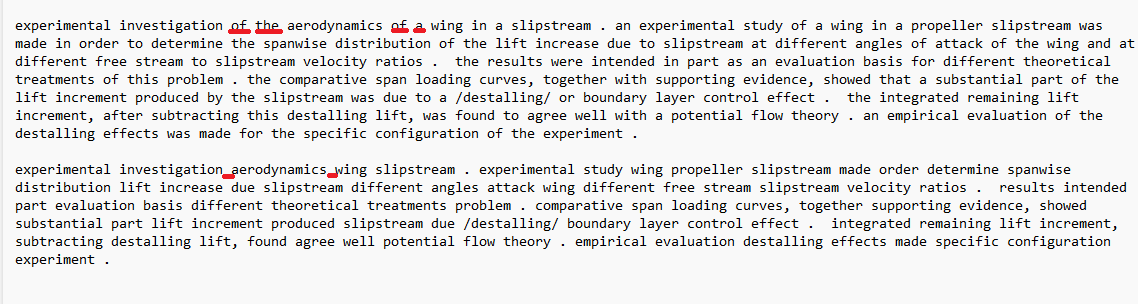 experimental investigation of the aerodynamics of a wing in a slipstream . an experimental study of a wing in a propeller slipstream was
made in order to determine the spanwise distribution of the lift increase due to slipstream at different angles of attack of the wing and at
different free stream to slipstream velocity ratios .  the results were intended in part as an evaluation basis for different theoretical
treatments of this problem . the comparative span loading curves, together with supporting evidence, showed that a substantial part of the
lift increment produced by the slipstream was due to a /destalling/ or boundary layer control effect .  the integrated remaining lift
increment, after subtracting this destalling lift, was found to agree well with a potential flow theory . an empirical evaluation of the
destalling effects was made for the specific configuration of the experiment .
experimental investigation aerodynamics wing slipstream . experimental study wing propeller slipstream made order determine spanwise
distribution lift increase due slipstream different angles attack wing different free stream slipstream velocity ratios .  results intended
part evaluation basis different theoretical treatments problem . comparative span loading curves, together supporting evidence, showed
substantial part lift increment produced slipstream due /destalling/ boundary layer control effect .  integrated remaining lift increment,
subtracting destalling lift, found agree well potential flow theory . empirical evaluation destalling effects made specific configuration
experiment .